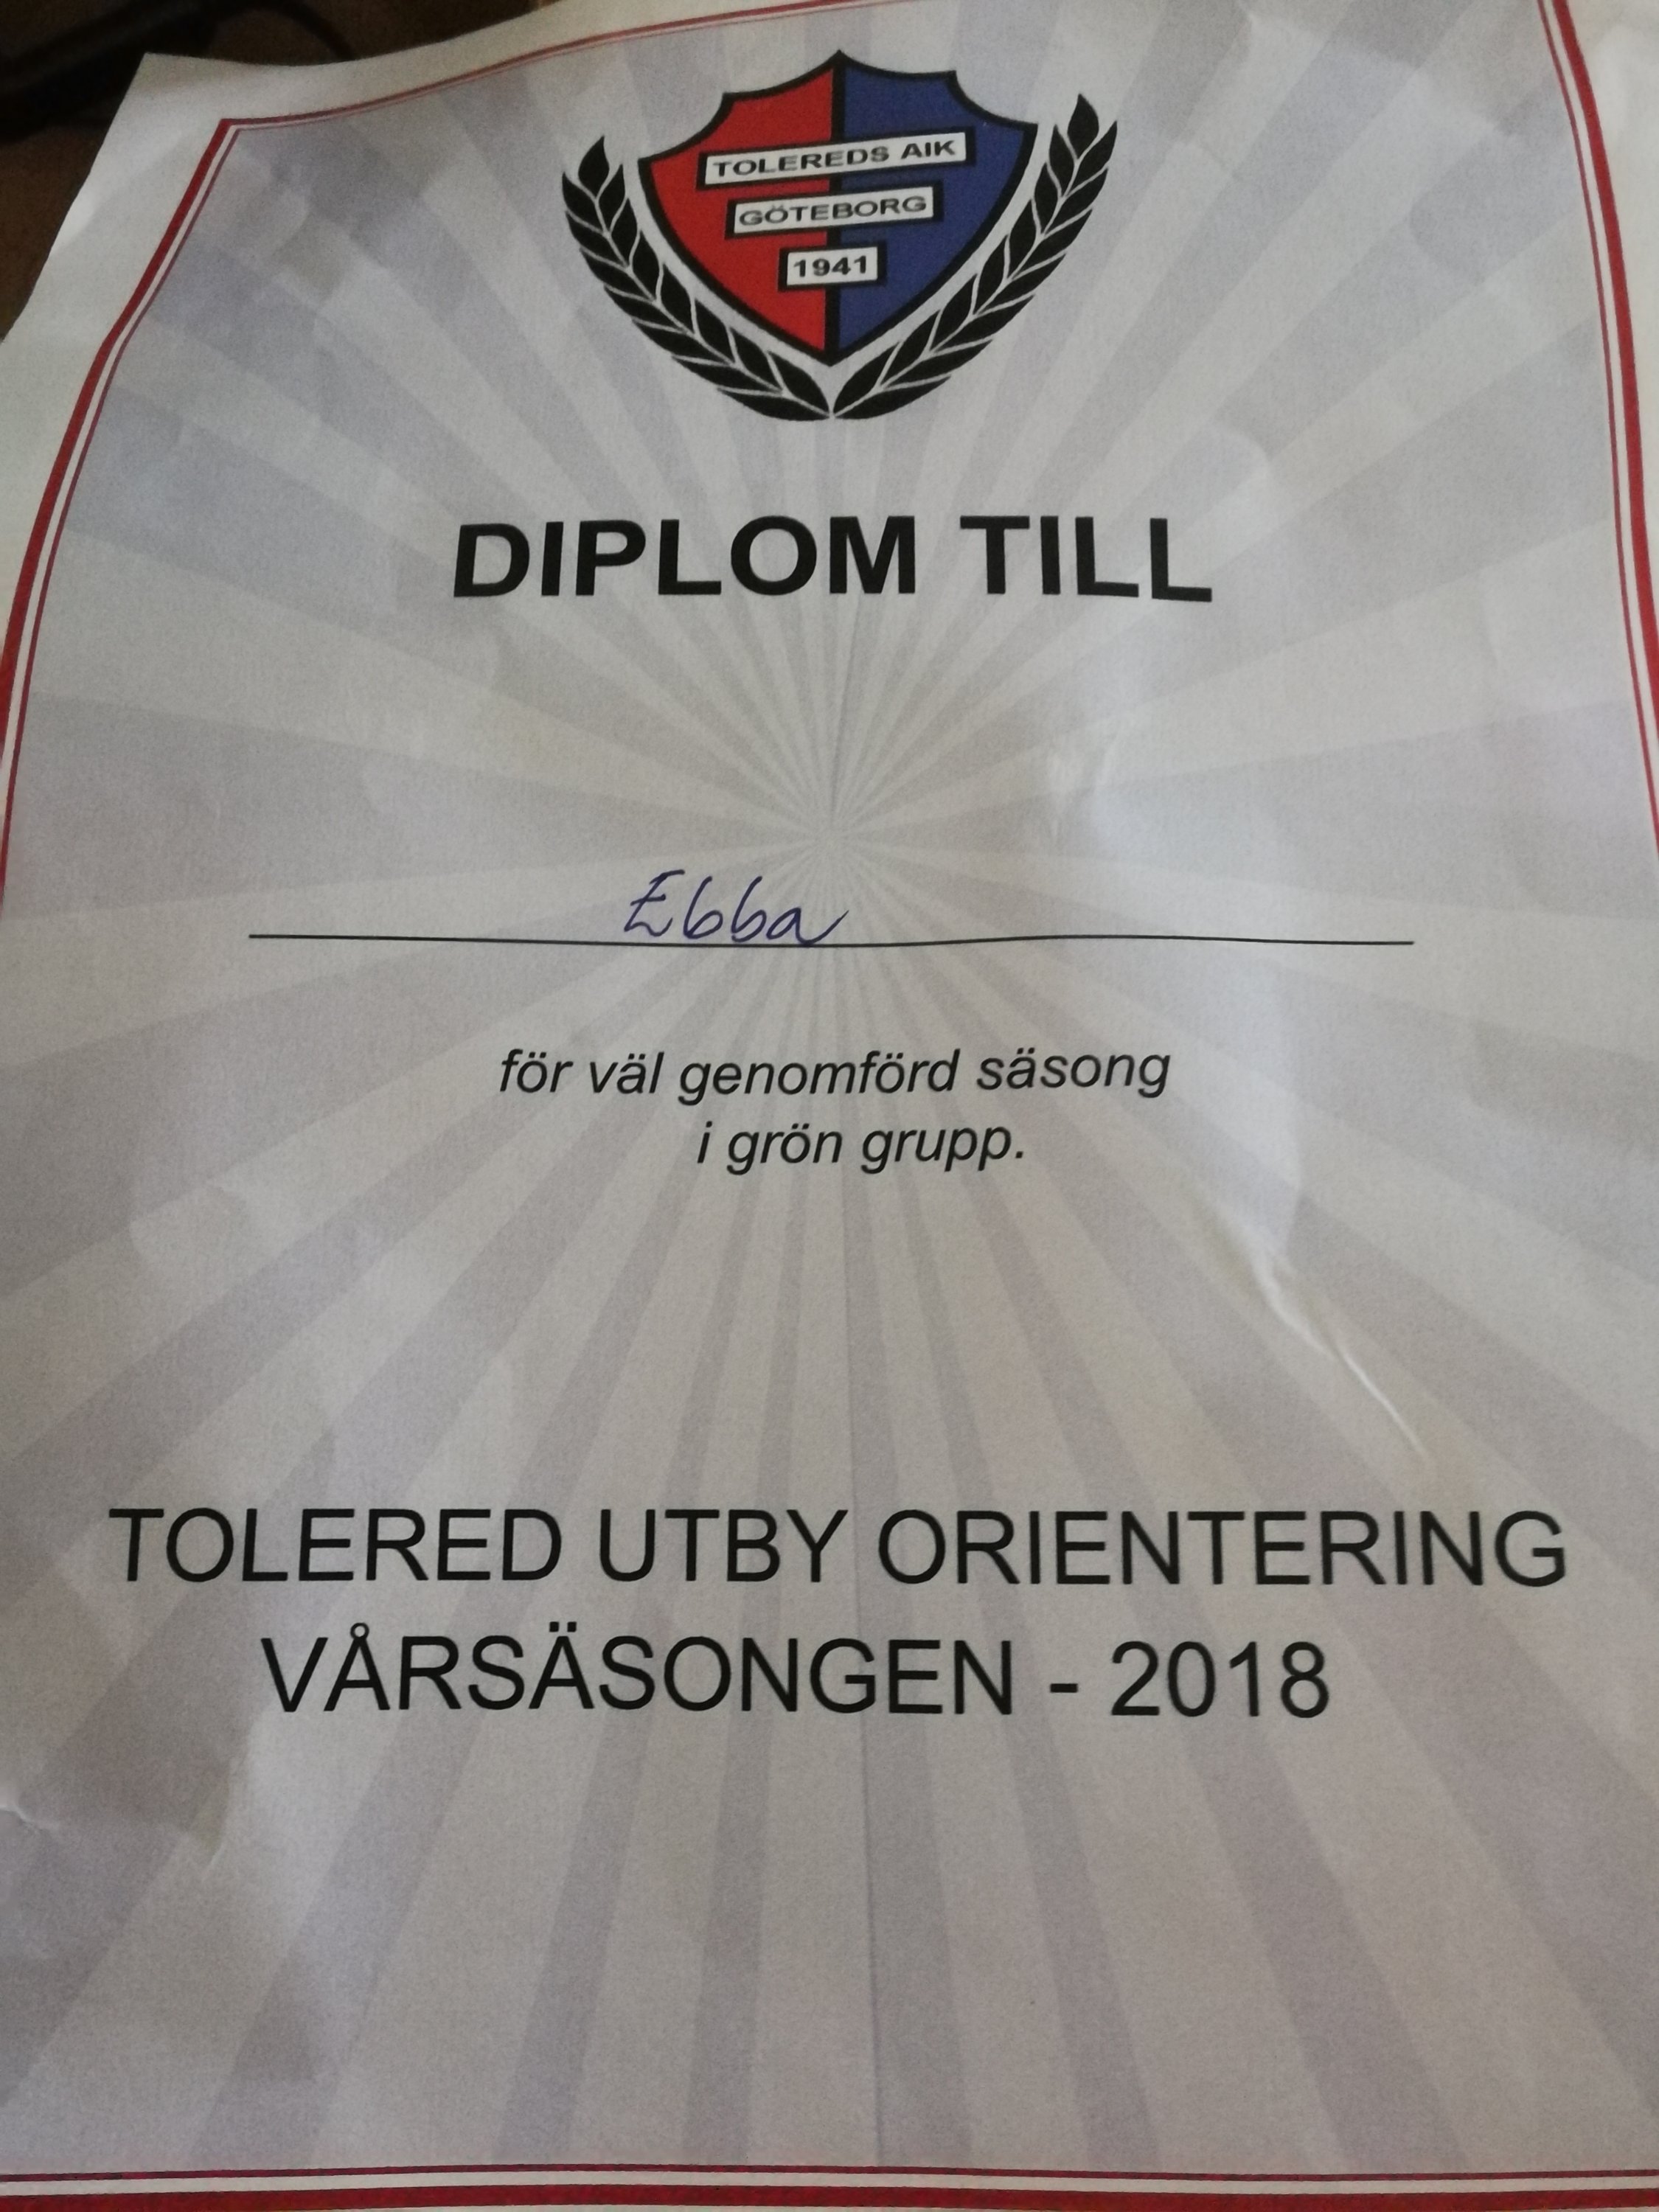 TOLEREDS AIK
GÖTEBORG
1941
DIPLOM TILL
Ebba
för väl genomförd säsong
i grön grupp.
TOLERED UTBY ORIENTERING
VÅRSÄSONGEN - 2018